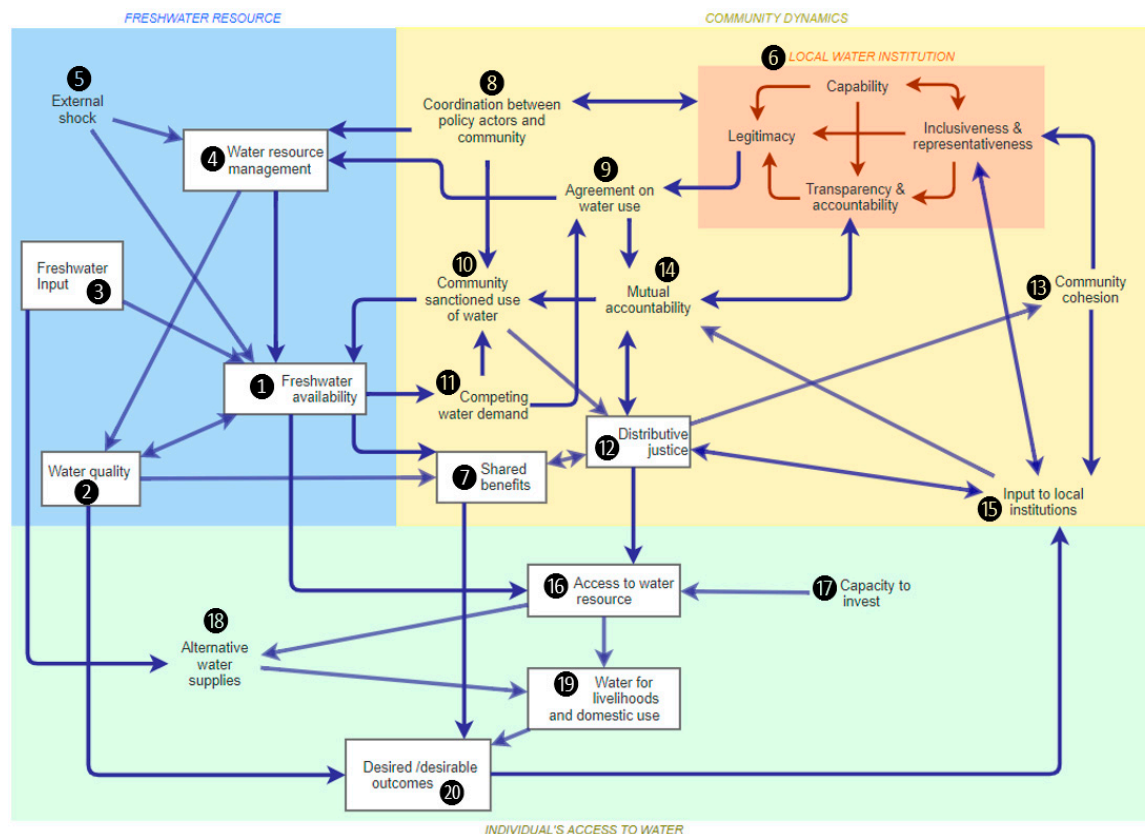 FRESHWATER RESOURCE
COMMUNITY DYNAMICS
5
External
shock
4
Water resource
management
Freshwater
Input
3
1
Freshwater
availability
Water quality
2
8
Coordination between
policy actors and
community
6
LOCAL WATER INSTITUTION
Capability
Legitimacy
Inclusiveness &
representativeness
Transparency &
accountability
9
Agreement on
water use
10
Community
sanctioned use
of water
14
Mutual
accountability
13
Community
cohesion
11
Competing
water demand
12
Distributive
justice
7
Shared
benefits
15
Input to local
institutions
16
Access to water
resource
17
Capacity to
invest
18
Alternative
water
supplies
19
Water for
livelihoods
and domestic use
Desired /desirable
outcomes
20
INDIVIDUAL'S ACCESS TO WATER